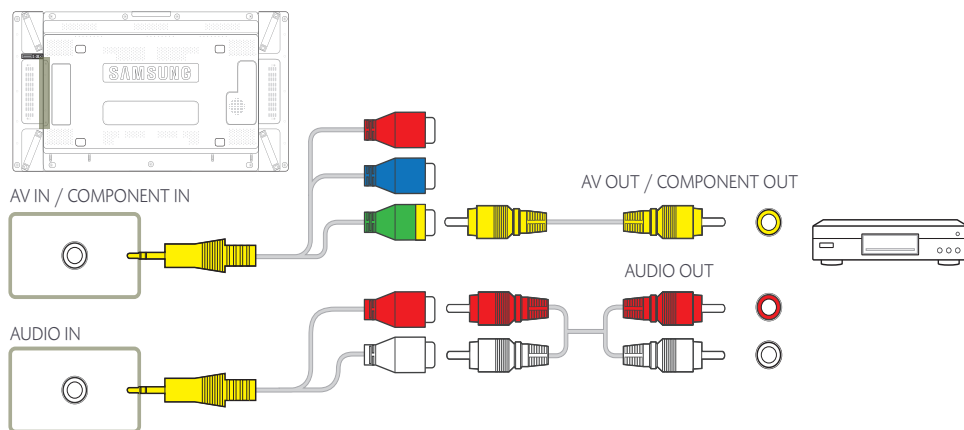 SAMSUNG
AV IN / COMPONENT IN
AV OUT / COMPONENT OUT
AUDIO OUT
AUDIO IN